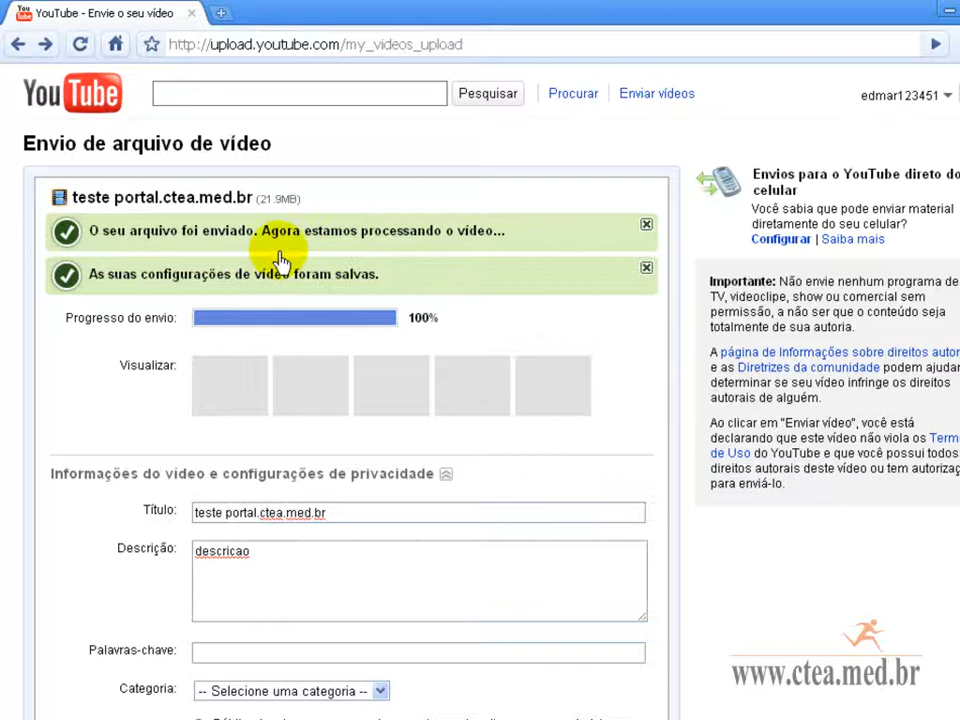 YouTube - Envie o seu vídeo
http://upload.youtube.com/my_videos_upload
YouTube
Pesquisar
Procurar
Enviar vídeos
edmar123451
Envio de arquivo de vídeo
teste portal.ctea.med.br (21.9MB)
O seu arquivo foi enviado. Agora estamos processando o vídeo...
As suas configurações de vídeo foram salvas.
Progresso do envio: 100%
Visualizar:
Informações do vídeo e configurações de privacidade
Título: teste portal.ctea.med.br
Descrição: descricao
Palavras-chave:
Categoria: -- Selecione uma categoria --
Envios para o YouTube direto do
celular
Você sabia que pode enviar material
diretamente do seu celular?
Configurar | Saiba mais
Importante: Não envie nenhum programa de
TV, videoclipe, show ou comercial sem
permissão, a não ser que o conteúdo seja
totalmente de sua autoria.
A página de Informações sobre direitos autor
e as Diretrizes da comunidade podem ajudar
determinar se seu vídeo infringe os direitos
autorais de alguém.
Ao clicar em "Enviar vídeo", você está
declarando que este vídeo não viola os Term
de Uso do YouTube e que você possui todos
direitos autorais deste vídeo ou tem autorizaç
para enviá-lo.
www.ctea.med.br